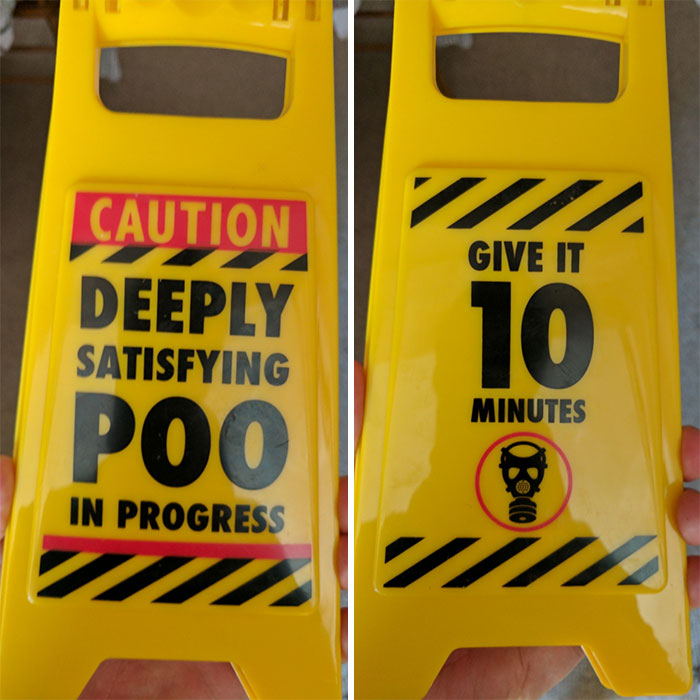 CAUTION
DEEPLY
SATISFYING
POO
IN PROGRESS
GIVE IT
10
MINUTES